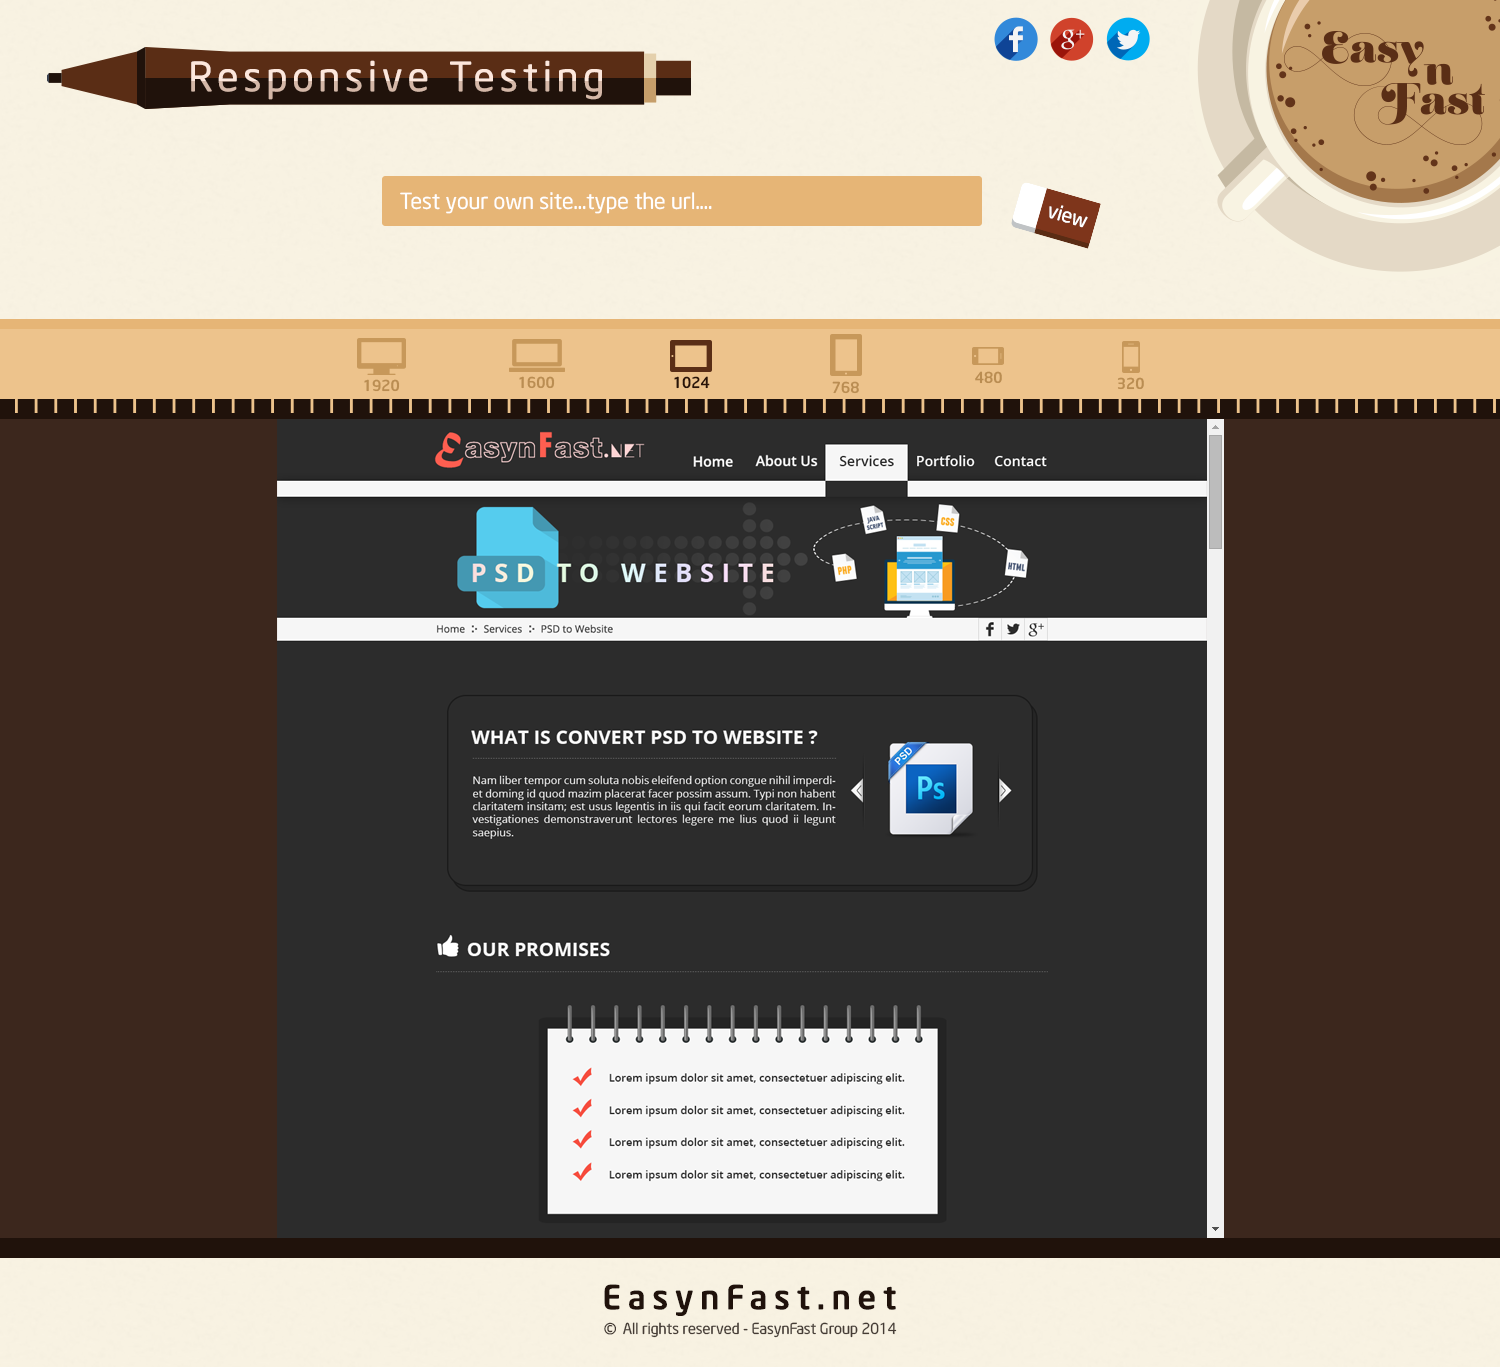 Responsive Testing
Easy
'n
Fast
Test your own site...type the url....
view
1920
1600
1024
768
480
320
EasynFast.NET
Home
About Us
Services
Portfolio
Contact
PSD TO WEBSITE
JAVA
SCRIPT
CSS
PHP
HTML
Home :• Services :• PSD to Website
WHAT IS CONVERT PSD TO WEBSITE ?
Nam liber tempor cum soluta nobis eleifend option congue nihil imperdi-
et doming id quod mazim placerat facer possim assum. Typi non habent
claritatem insitam; est usus legentis in iis qui facit eorum claritatem. In-
vestigationes demonstraverunt lectores legere me lius quod ii legunt
saepius.
PSD
Ps
OUR PROMISES
Lorem ipsum dolor sit amet, consectetuer adipiscing elit.
Lorem ipsum dolor sit amet, consectetuer adipiscing elit.
Lorem ipsum dolor sit amet, consectetuer adipiscing elit.
Lorem ipsum dolor sit amet, consectetuer adipiscing elit.
EasynFast.net
© All rights reserved - EasynFast Group 2014